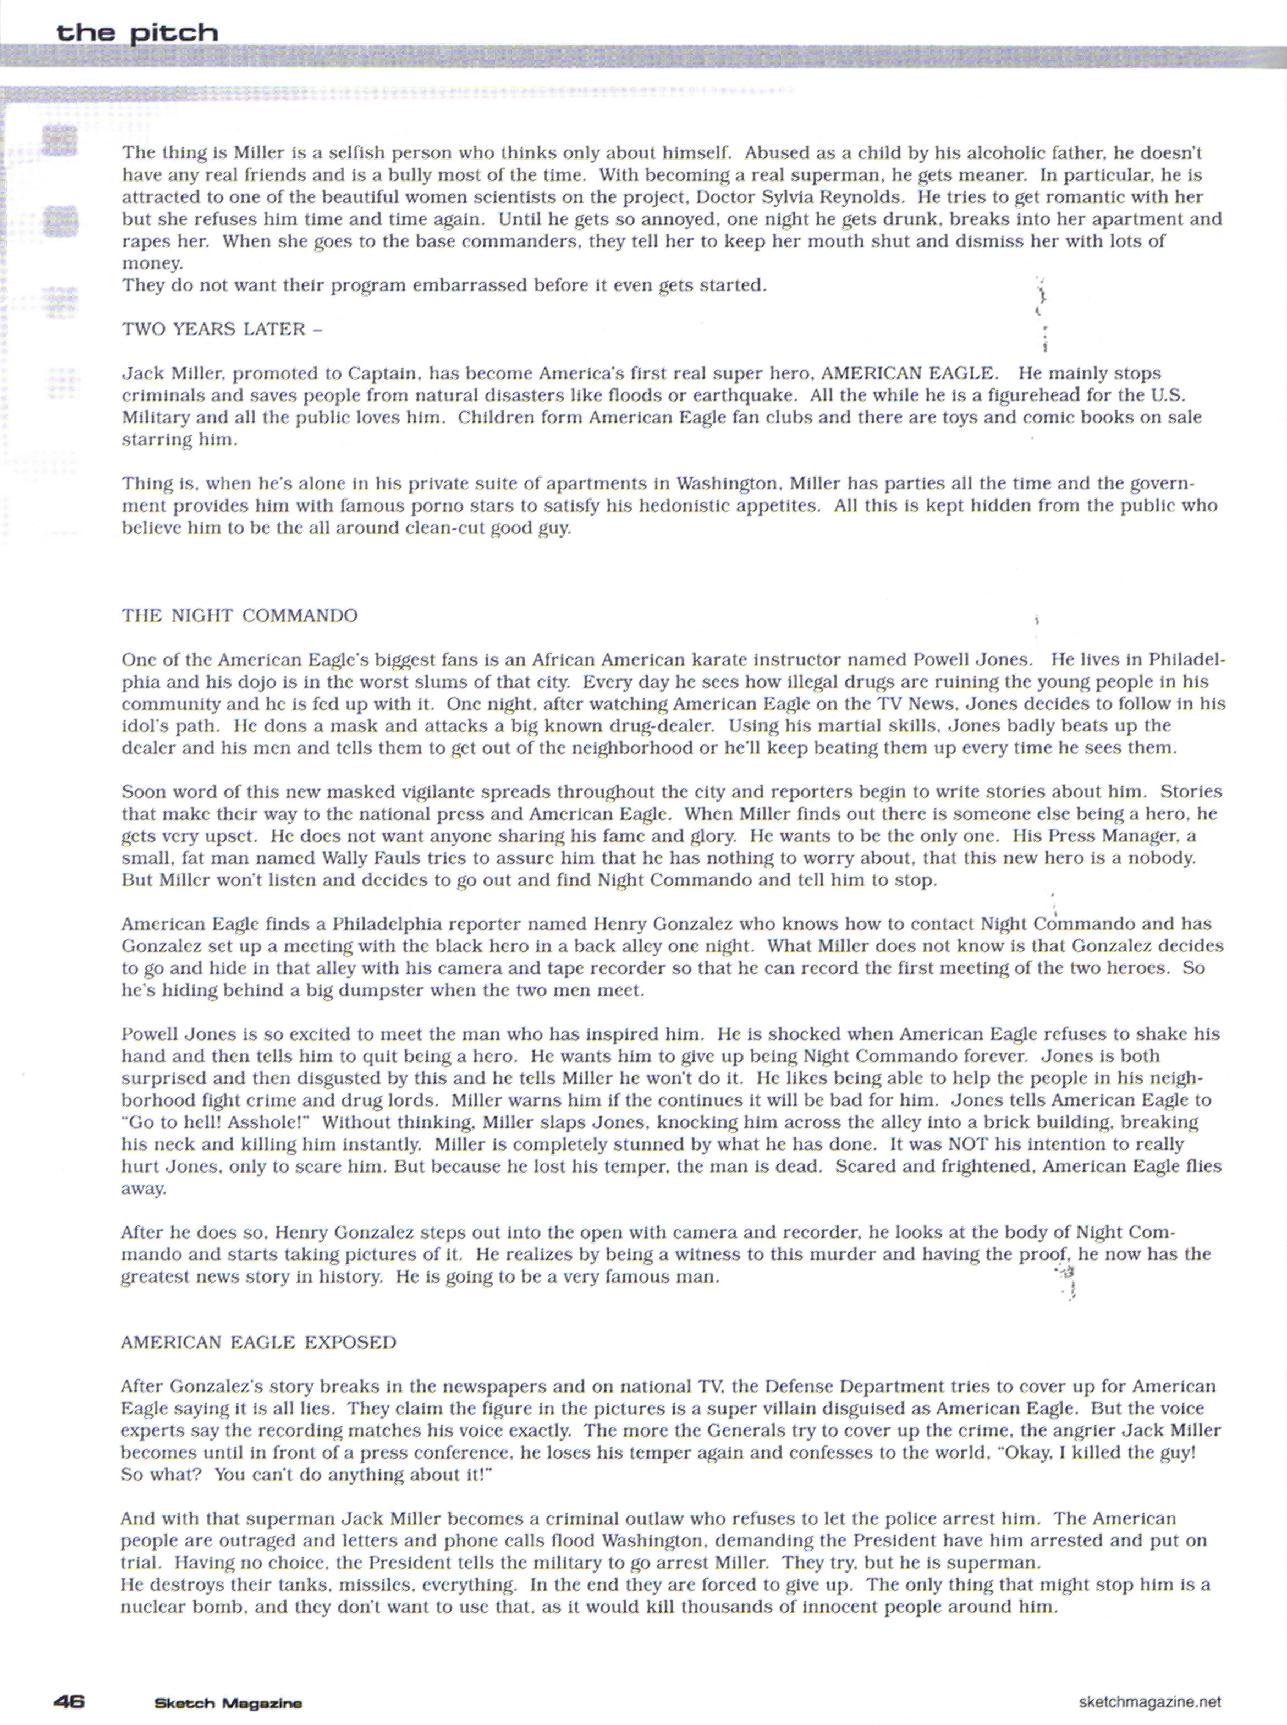 the pitch
The thing is Miller is a selfish person who thinks only about himself.  Abused as a child by his alcoholic father, he doesn't
have any real friends and is a bully most of the time.  With becoming a real superman, he gets meaner.  In particular, he is
attracted to one of the beautiful women scientists on the project, Doctor Sylvia Reynolds.  He tries to get romantic with her
but she refuses him time and time again.  Until he gets so annoyed, one night he gets drunk, breaks into her apartment and
rapes her.  When she goes to the base commanders, they tell her to keep her mouth shut and dismiss her with lots of
money.
They do not want their program embarrassed before it even gets started.
TWO YEARS LATER –
Jack Miller, promoted to Captain, has become America's first real super hero, AMERICAN EAGLE.  He mainly stops
criminals and saves people from natural disasters like floods or earthquake.  All the while he is a figurehead for the U.S.
Military and all the public loves him.  Children form American Eagle fan clubs and there are toys and comic books on sale
starring him.
Thing is, when he's alone in his private suite of apartments in Washington, Miller has parties all the time and the govern-
ment provides him with famous porno stars to satisfy his hedonistic appetites.  All this is kept hidden from the public who
believe him to be the all around clean-cut good guy.
THE NIGHT COMMANDO
One of the American Eagle's biggest fans is an African American karate instructor named Powell Jones.  He lives in Philadel-
phia and his dojo is in the worst slums of that city.  Every day he sees how illegal drugs are ruining the young people in his
community and he is fed up with it.  One night, after watching American Eagle on the TV News, Jones decides to follow in his
idol's path.  He dons a mask and attacks a big known drug-dealer.  Using his martial skills, Jones badly beats up the
dealer and his men and tells them to get out of the neighborhood or he'll keep beating them up every time he sees them.
Soon word of this new masked vigilante spreads throughout the city and reporters begin to write stories about him.  Stories
that make their way to the national press and American Eagle.  When Miller finds out there is someone else being a hero, he
gets very upset.  He does not want anyone sharing his fame and glory.  He wants to be the only one.  His Press Manager, a
small, fat man named Wally Fauls tries to assure him that he has nothing to worry about, that this new hero is a nobody.
But Miller won't listen and decides to go out and find Night Commando and tell him to stop.
American Eagle finds a Philadelphia reporter named Henry Gonzalez who knows how to contact Night Commando and has
Gonzalez set up a meeting with the black hero in a back alley one night.  What Miller does not know is that Gonzalez decides
to go and hide in that alley with his camera and tape recorder so that he can record the first meeting of the two heroes.  So
he's hiding behind a big dumpster when the two men meet.
Powell Jones is so excited to meet the man who has inspired him.  He is shocked when American Eagle refuses to shake his
hand and then tells him to quit being a hero.  He wants him to give up being Night Commando forever.  Jones is both
surprised and then disgusted by this and he tells Miller he won't do it.  He likes being able to help the people in his neigh-
borhood fight crime and drug lords.  Miller warns him if the continues it will be bad for him.  Jones tells American Eagle to
"Go to hell! Asshole!"  Without thinking, Miller slaps Jones, knocking him across the alley into a brick building, breaking
his neck and killing him instantly.  Miller is completely stunned by what he has done.  It was NOT his intention to really
hurt Jones, only to scare him. But because he lost his temper, the man is dead.  Scared and frightened, American Eagle flies
away.
After he does so, Henry Gonzalez steps out into the open with camera and recorder, he looks at the body of Night Com-
mando and starts taking pictures of it.  He realizes by being a witness to this murder and having the proof, he now has the
greatest news story in history.  He is going to be a very famous man.
AMERICAN EAGLE EXPOSED
After Gonzalez's story breaks in the newspapers and on national TV, the Defense Department tries to cover up for American
Eagle saying it is all lies.  They claim the figure in the pictures is a super villain disguised as American Eagle.  But the voice
experts say the recording matches his voice exactly.  The more the Generals try to cover up the crime, the angrier Jack Miller
becomes until in front of a press conference, he loses his temper again and confesses to the world, "Okay, I killed the guy!
So what?  You can't do anything about it!"
And with that superman Jack Miller becomes a criminal outlaw who refuses to let the police arrest him.  The American
people are outraged and letters and phone calls flood Washington, demanding the President have him arrested and put on
trial.  Having no choice, the President tells the military to go arrest Miller.  They try, but he is superman.
He destroys their tanks, missiles, everything.  In the end they are forced to give up.  The only thing that might stop him is a
nuclear bomb, and they don't want to use that, as it would kill thousands of innocent people around him.
46 Sketch Magazine sketchmagazine.net